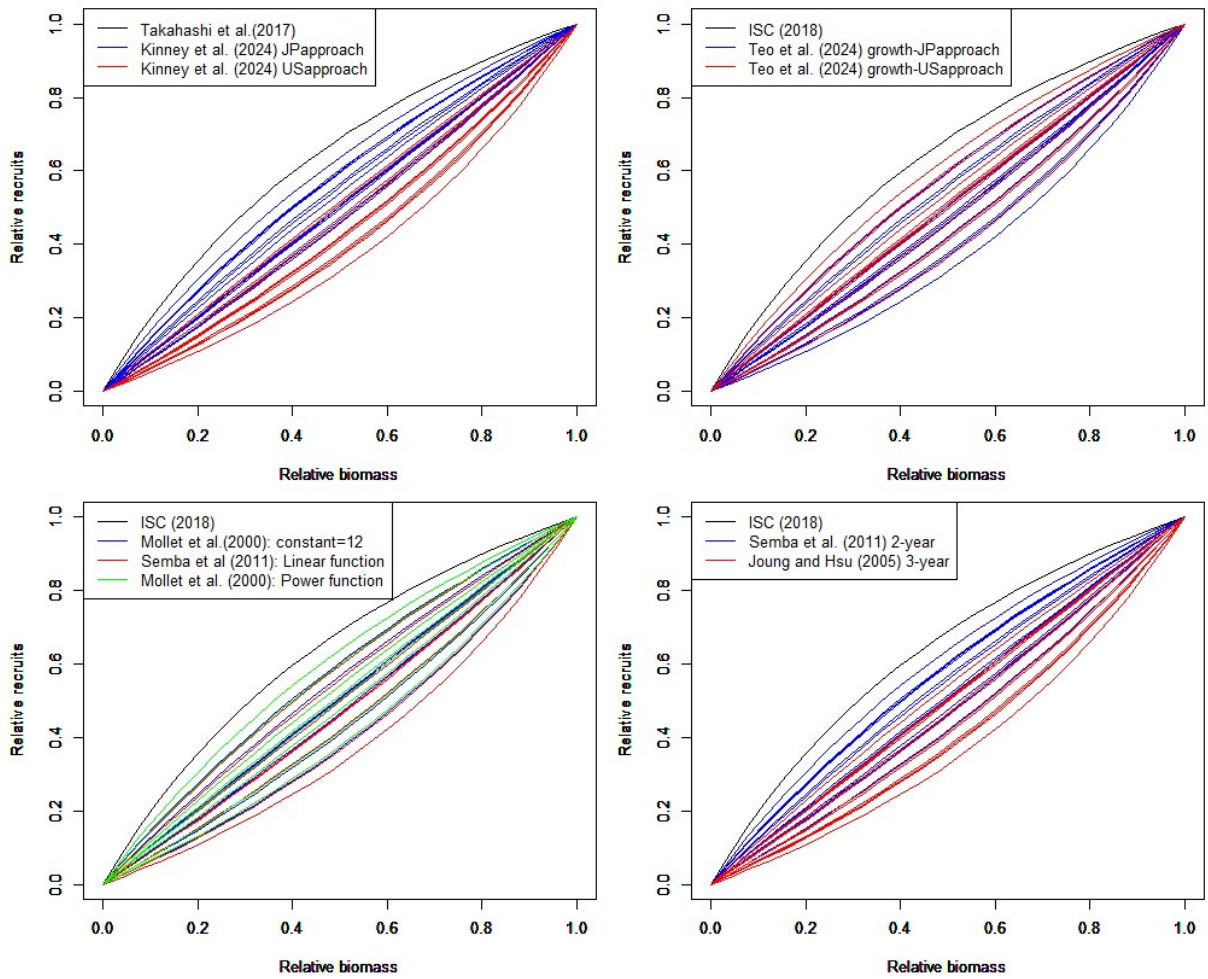 Takahashi et al.(2017)
Kinney et al. (2024) JPapproach
Kinney et al. (2024) USapproach
Relative recruits
0.0 0.2 0.4 0.6 0.8 1.0
0.0 0.2 0.4 0.6 0.8 1.0
Relative biomass
ISC (2018)
Teo et al. (2024) growth-JPapproach
Teo et al. (2024) growth-USapproach
Relative recruits
0.0 0.2 0.4 0.6 0.8 1.0
0.0 0.2 0.4 0.6 0.8 1.0
Relative biomass
ISC (2018)
Mollet et al.(2000): constant=12
Semba et al (2011): Linear function
Mollet et al. (2000): Power function
Relative recruits
0.0 0.2 0.4 0.6 0.8 1.0
0.0 0.2 0.4 0.6 0.8 1.0
Relative biomass
ISC (2018)
Semba et al. (2011) 2-year
Joung and Hsu (2005) 3-year
Relative recruits
0.0 0.2 0.4 0.6 0.8 1.0
0.0 0.2 0.4 0.6 0.8 1.0
Relative biomass